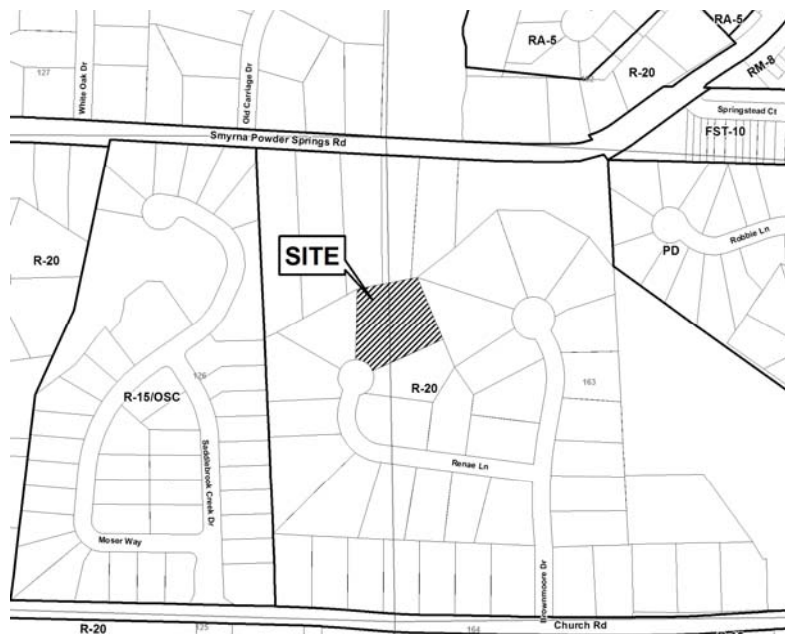 RA-5
RA-5
127
R-20
RM-8
White Oak Dr
Old Carriage Dr
Springstead Ct
FST-10
Smyrna Powder Springs Rd
Robbie Ln
PD
SITE
R-20
126
R-15/OSC
R-20
163
Saddlebrook Creek Dr
Renae Ln
Moser Way
Brownmoore Dr
Church Rd
R-20
125
164